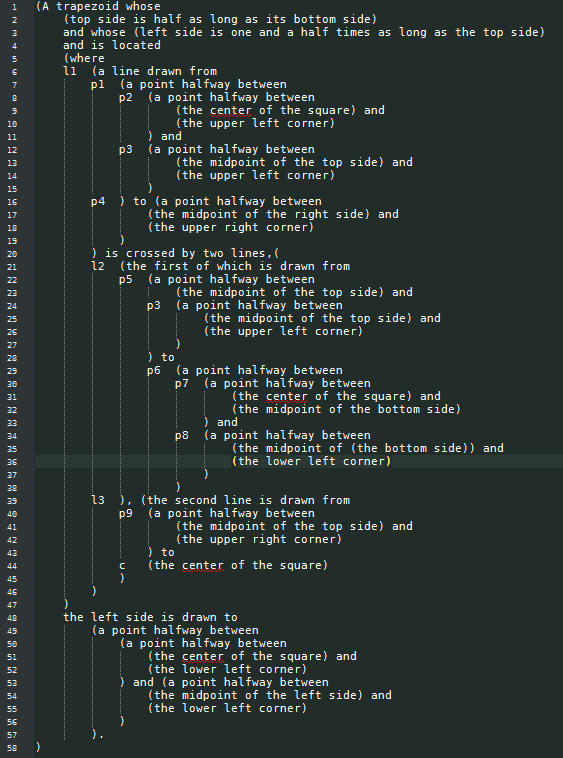 1 (A trapezoid whose
2 (top side is half as long as its bottom side)
3 and whose (left side is one and a half times as long as the top side)
4 and is located
5 (where
6 l1 (a line drawn from
7 p1 (a point halfway between
8 p2 (a point halfway between
9 (the center of the square) and
10 (the upper left corner)
11 ) and
12 p3 (a point halfway between
13 (the midpoint of the top side) and
14 (the upper left corner)
15 )
16 p4 ) to (a point halfway between
17 (the midpoint of the right side) and
18 (the upper right corner)
19 )
20 ) is crossed by two lines,(
21 l2 (the first of which is drawn from
22 p5 (a point halfway between
23 (the midpoint of the top side) and
24 p3 (a point halfway between
25 (the midpoint of the top side) and
26 (the upper left corner)
27 )
28 ) to
29 p6 (a point halfway between
30 p7 (a point halfway between
31 (the center of the square) and
32 (the midpoint of the bottom side)
33 ) and
34 p8 (a point halfway between
35 (the midpoint of (the bottom side)) and
36 (the lower left corner)
37 )
38 )
39 l3 ), (the second line is drawn from
40 p9 (a point halfway between
41 (the midpoint of the top side) and
42 (the upper right corner)
43 ) to
44 c (the center of the square)
45 )
46 )
47 )
48 the left side is drawn to
49 (a point halfway between
50 (a point halfway between
51 (the center of the square) and
52 (the lower left corner)
53 ) and (a point halfway between
54 (the midpoint of the left side) and
55 (the lower left corner)
56 )
57 ).
58 )